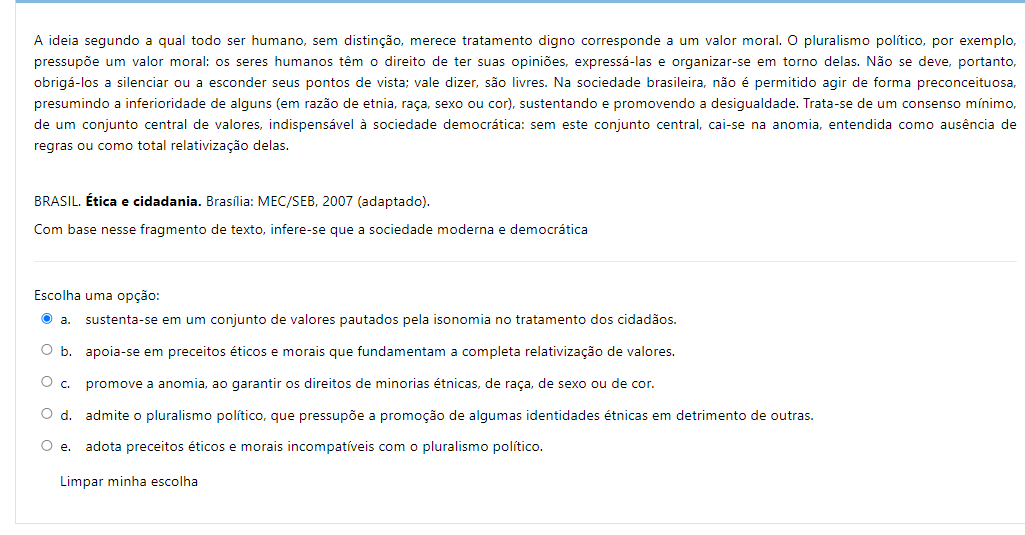 A ideia segundo a qual todo ser humano, sem distinção, merece tratamento digno corresponde a um valor moral. O pluralismo político, por exemplo,
pressupõe um valor moral: os seres humanos têm o direito de ter suas opiniões, expressá-las e organizar-se em torno delas. Não se deve, portanto,
obrigá-los a silenciar ou a esconder seus pontos de vista; vale dizer, são livres. Na sociedade brasileira, não é permitido agir de forma preconceituosa,
presumindo a inferioridade de alguns (em razão de etnia, raça, sexo ou cor), sustentando e promovendo a desigualdade. Trata-se de um consenso mínimo,
de um conjunto central de valores, indispensável à sociedade democrática: sem este conjunto central, cai-se na anomia, entendida como ausência de
regras ou como total relativização delas.
BRASIL. Ética e cidadania. Brasília: MEC/SEB, 2007 (adaptado).
Com base nesse fragmento de texto, infere-se que a sociedade moderna e democrática
Escolha uma opção:
a. sustenta-se em um conjunto de valores pautados pela isonomia no tratamento dos cidadãos.
b. apoia-se em preceitos éticos e morais que fundamentam a completa relativização de valores.
c. promove a anomia, ao garantir os direitos de minorias étnicas, de raça, de sexo ou de cor.
d. admite o pluralismo político, que pressupõe a promoção de algumas identidades étnicas em detrimento de outras.
e. adota preceitos éticos e morais incompatíveis com o pluralismo político.
Limpar minha escolha